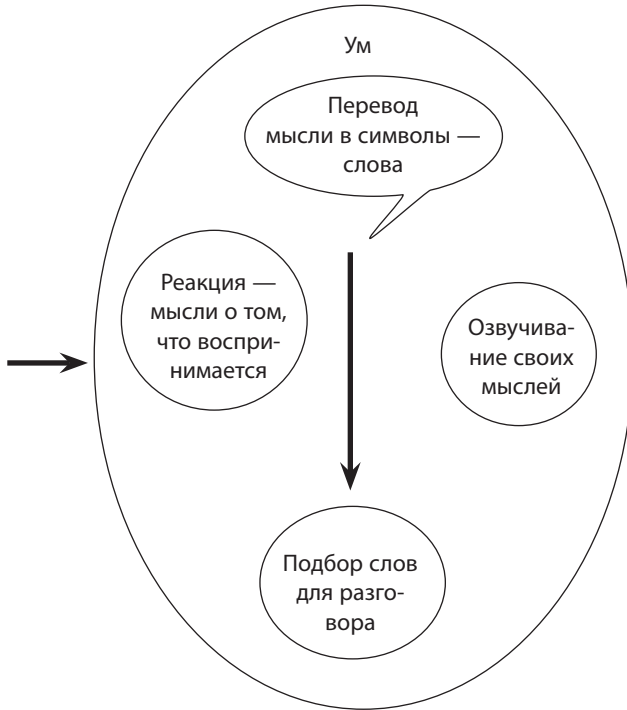 Ум
Перевод
мысли в символы —
слова
Реакция —
мысли о том,
что воспри-
нимается
Озвучива-
ние своих
мыслей
Подбор слов
для разго-
вора